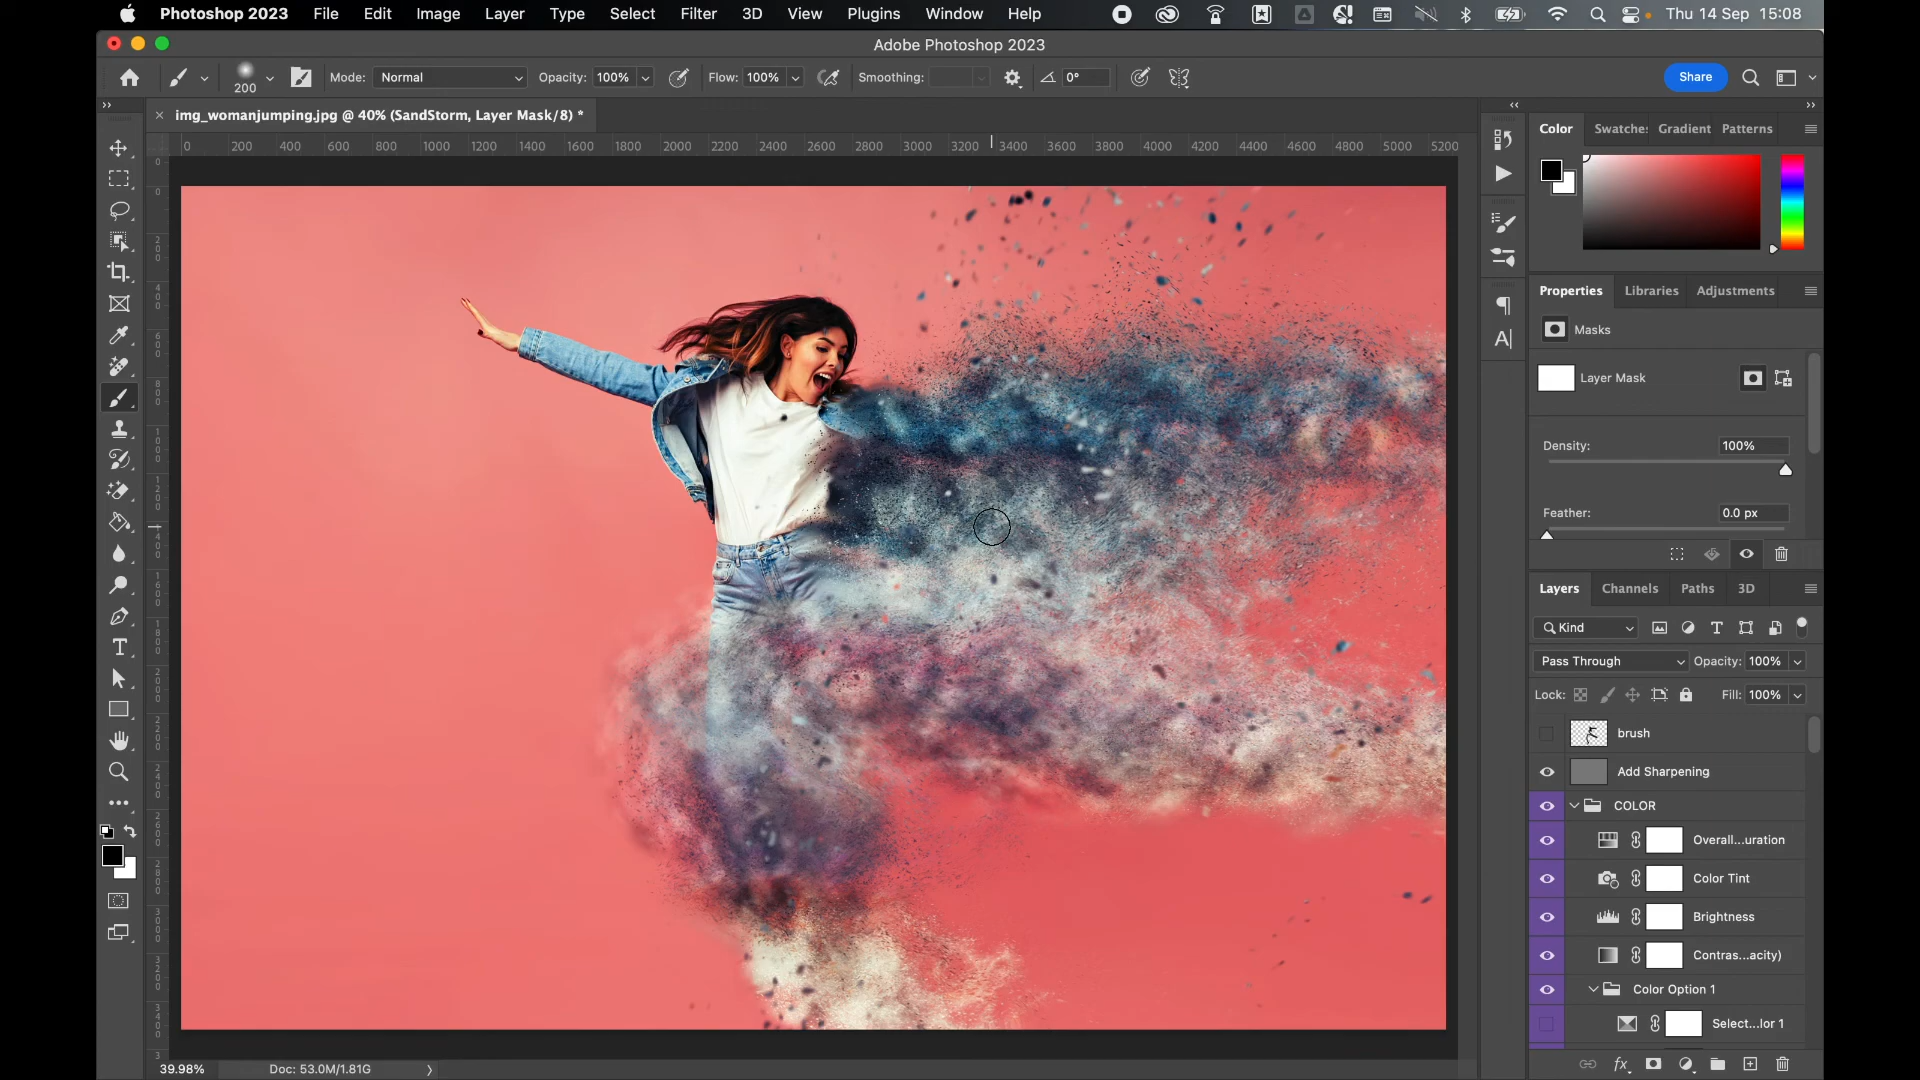 Photoshop 2023 File Edit Image Layer Type Select Filter 3D View Plugins Window Help Thu 14 Sep 15:08
Adobe Photoshop 2023
200 Mode: Normal Opacity: 100% Flow: 100% Smoothing: 0° Share
img_womanjumping.jpg @ 40% (SandStorm, Layer Mask/8) *
0 200 400 600 800 1000 1200 1400 1600 1800 2000 2200 2400 2600 2800 3000 3200 3400 3600 3800 4000 4200 4400 4600 4800 5000 5200
Color Swatches Gradient Patterns
Properties Libraries Adjustments
Masks
Layer Mask
Density: 100%
Feather: 0.0 px
Layers Channels Paths 3D
Kind
Pass Through Opacity: 100%
Lock: Fill: 100%
brush
Add Sharpening
COLOR
Overall...uration
Color Tint
Brightness
Contras...acity)
Color Option 1
Select...lor 1
39.98% Doc: 53.0M/1.81G